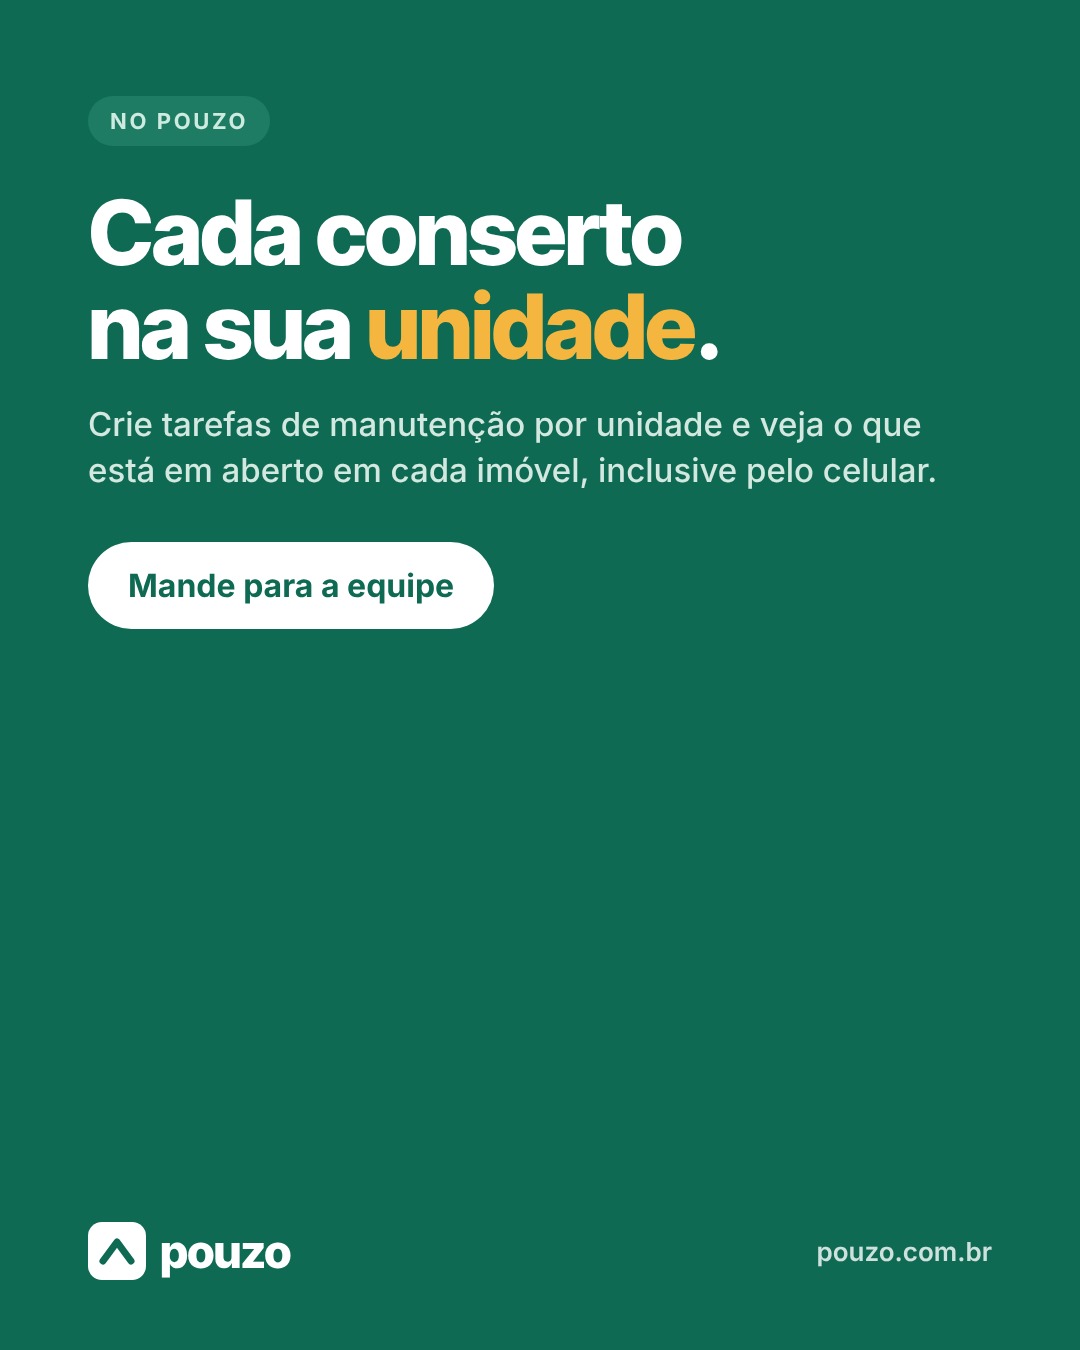 NO POUZO
Cada conserto
na sua unidade.
Crie tarefas de manutenção por unidade e veja o que
está em aberto em cada imóvel, inclusive pelo celular.
Mande para a equipe
pouzo
pouzo.com.br